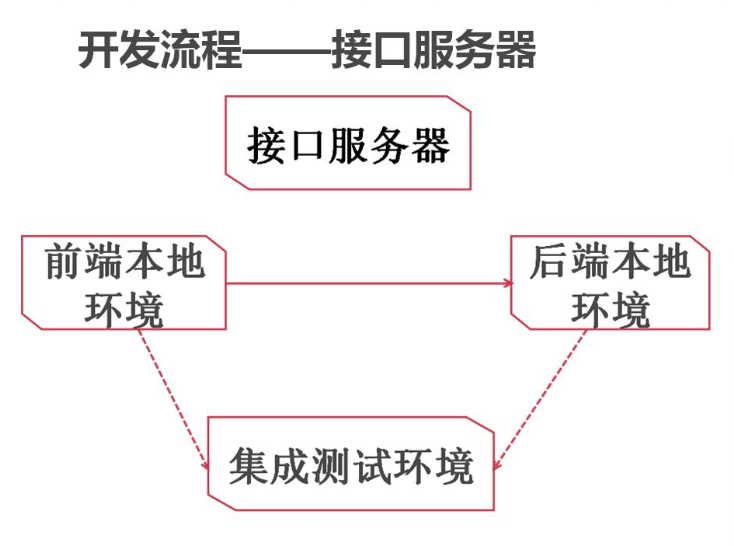 开发流程——接口服务器
接口服务器
前端本地
环境
后端本地
环境
集成测试环境